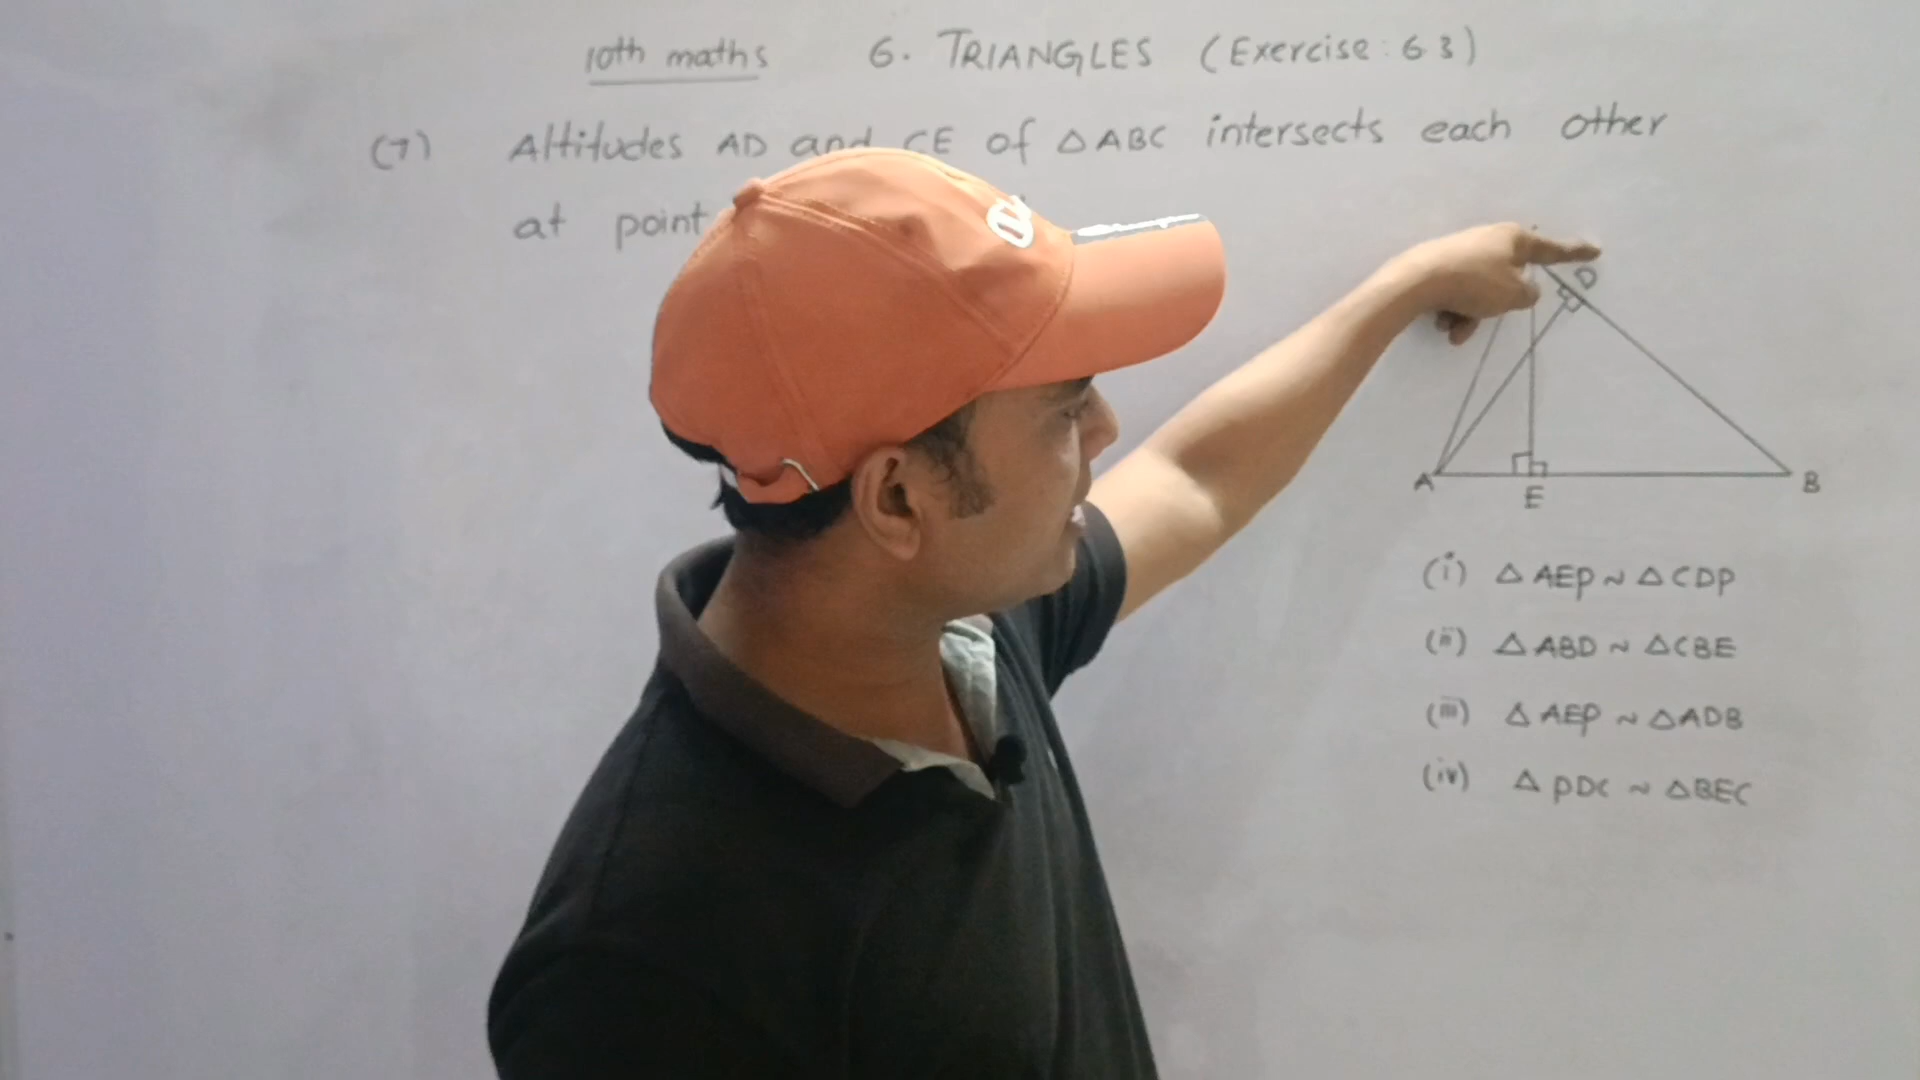 10th maths 6. TRIANGLES (Exercise: 6.3)
(7) Altitudes AD and CE of △ABC intersects each other
at point
D
A
E
B
(i) △AEP ~ △CDP
(ii) △ABD ~ △CBE
(iii) △AEP ~ △ADB
(iv) △PDC ~ △BEC